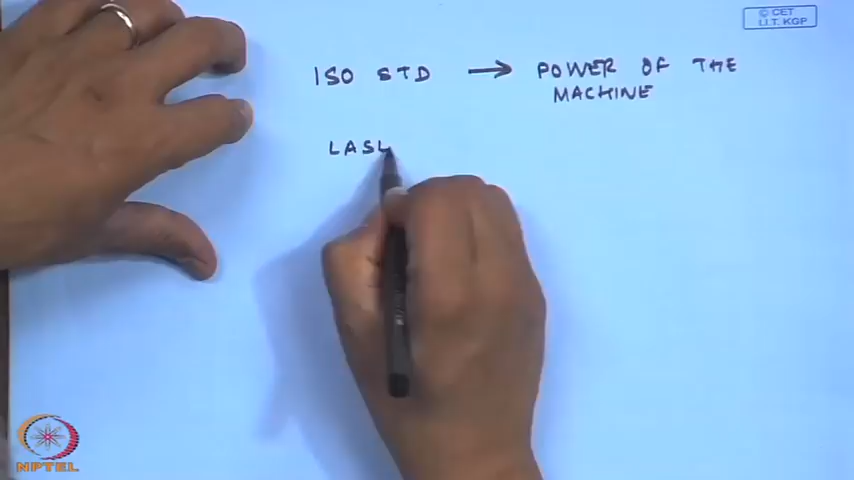 © CET
I.I.T. KGP
ISO STD → POWER OF THE
MACHINE
LASL
NPTEL